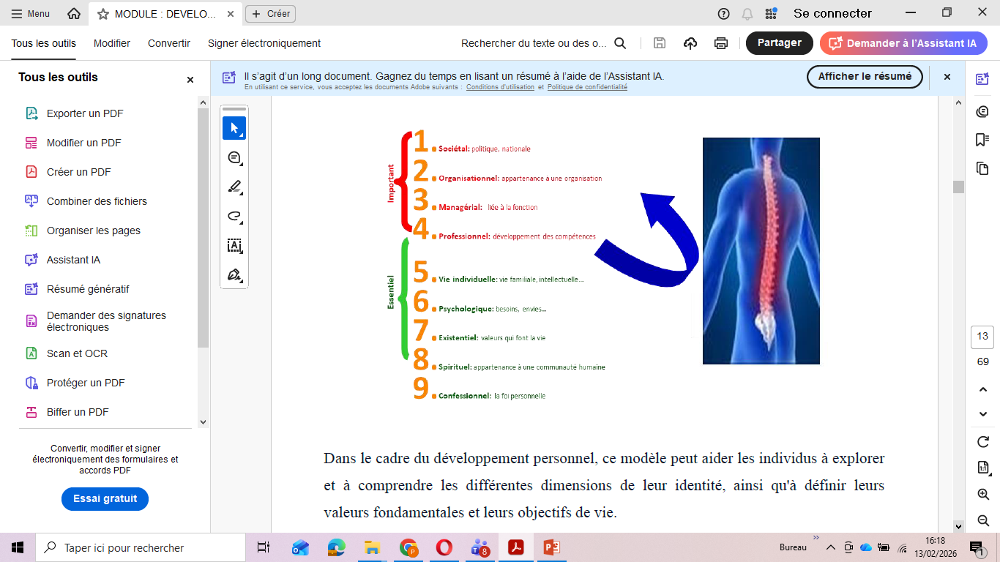 Menu
MODULE : DEVELO...
Créer
Se connecter
Tous les outils
Modifier
Convertir
Signer électroniquement
Rechercher du texte ou des o...
Partager
Demander à l'Assistant IA
Tous les outils
Exporter un PDF
Modifier un PDF
Créer un PDF
Combiner des fichiers
Organiser les pages
Assistant IA
Résumé génératif
Demander des signatures
électroniques
Scan et OCR
Protéger un PDF
Biffer un PDF
Convertir, modifier et signer
électroniquement des formulaires et
accords PDF
Essai gratuit
Il s'agit d'un long document. Gagnez du temps en lisant un résumé à l'aide de l'Assistant IA.
En utilisant ce service, vous acceptez les documents Adobe suivants : Conditions d'utilisation et Politique de confidentialité
Afficher le résumé
Important
1 Sociétal: politique, nationale
2 Organisationnel: appartenance à une organisation
3 Managérial: liée à la fonction
4 Professionnel: développement des compétences
Essentiel
5 Vie individuelle: vie familiale, intellectuelle...
6 Psychologique: besoins, envies...
7 Existentiel: valeurs qui font la vie
8 Spirituel: appartenance à une communauté humaine
9 Confessionnel: la foi personnelle
Dans le cadre du développement personnel, ce modèle peut aider les individus à explorer
et à comprendre les différentes dimensions de leur identité, ainsi qu'à définir leurs
valeurs fondamentales et leurs objectifs de vie.
13
69
1:1
Taper ici pour rechercher
8
P
Bureau
16:18
13/02/2026
1